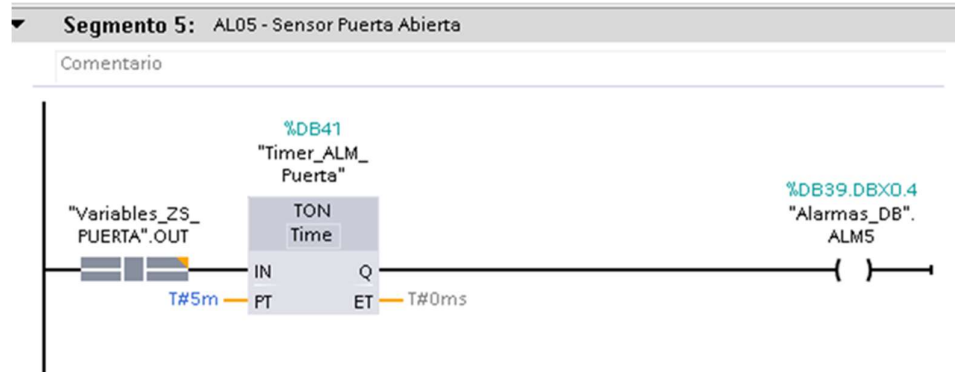 Segmento 5: AL05 - Sensor Puerta Abierta
Comentario
%DB41
"Timer_ALM_
Puerta"
%DB39.DBX0.4
"Alarmas_DB".
ALM5
"Variables_ZS_
PUERTA".OUT
TON
Time
IN
Q
T#5m
PT
ET
T#0ms